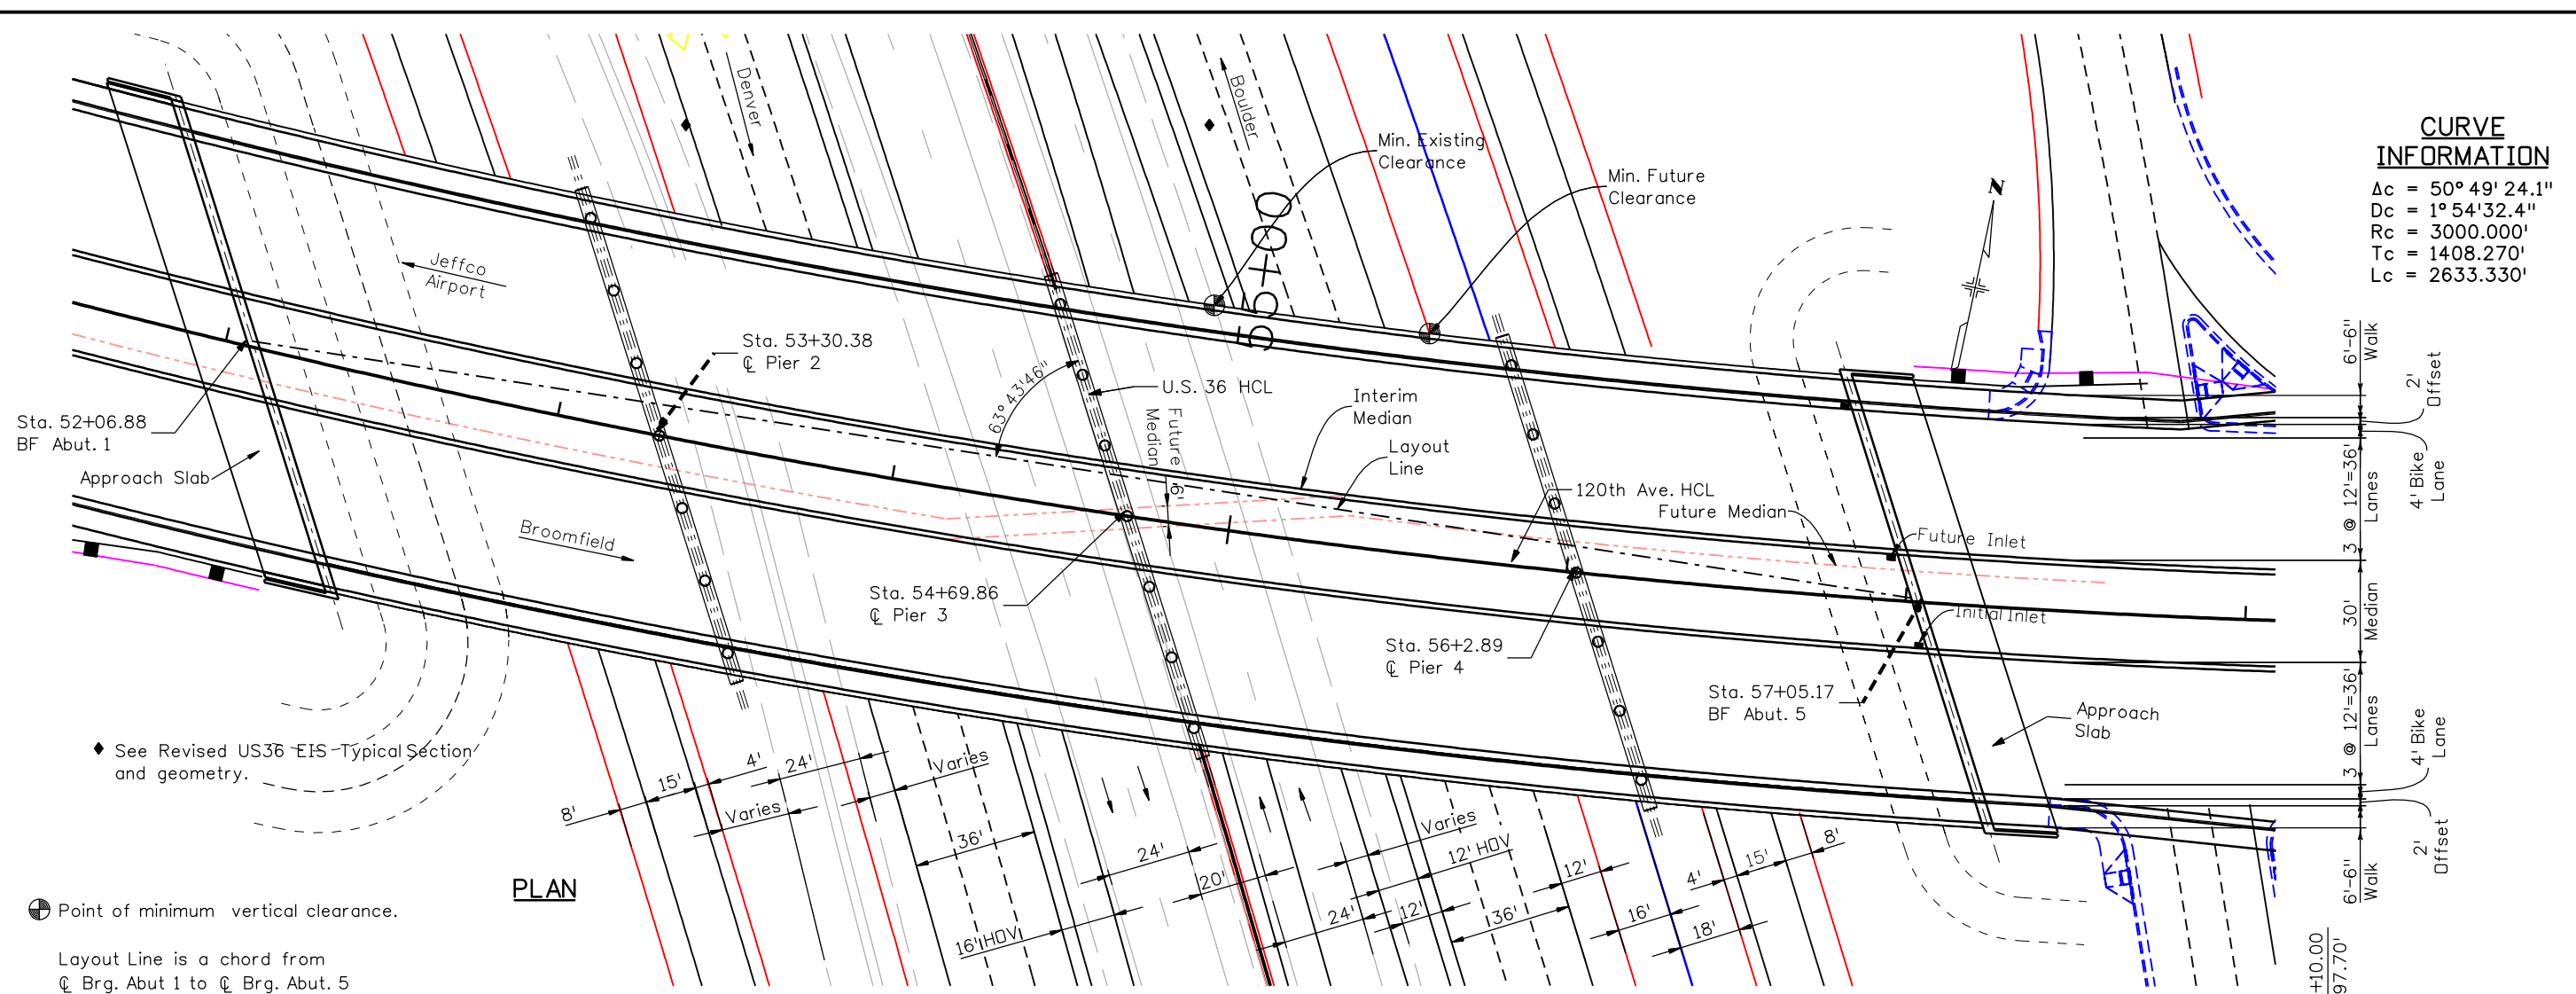 Denver
Boulder
Min. Existing
Clearance
Min. Future
Clearance
N
CURVE
INFORMATION
Δc = 50° 49' 24.1"
Dc = 1° 54'32.4"
Rc = 3000.000'
Tc = 1408.270'
Lc = 2633.330'
Jeffco
Airport
55+00
Sta. 53+30.38
℄ Pier 2
63° 43'46"
U.S. 36 HCL
Future
Median
6'
Interim
Median
Layout
Line
Sta. 52+06.88
BF Abut. 1
Approach Slab
Broomfield
120th Ave. HCL
Future Median
Future Inlet
Initial Inlet
Sta. 54+69.86
℄ Pier 3
Sta. 56+2.89
℄ Pier 4
Sta. 57+05.17
BF Abut. 5
Approach
Slab
6'-6"
Walk
2'
Offset
4' Bike
Lane
3 @ 12'=36'
Lanes
30'
Median
3 @ 12'=36'
Lanes
4' Bike
Lane
2'
Offset
6'-6"
Walk
♦ See Revised US36 EIS Typical Section
and geometry.
8'
15'
4'
24'
Varies
Varies
36'
16' HOV
24'
20'
Varies
12' HOV
24'
12'
36'
12'
16'
18'
4'
15'
8'
PLAN
Point of minimum vertical clearance.
Layout Line is a chord from
℄ Brg. Abut 1 to ℄ Brg. Abut. 5
+10.00
97.70'